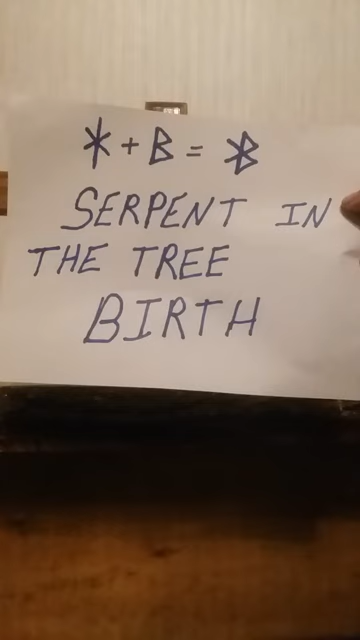 ᚼ + B = ᛒ
SERPENT IN
THE TREE
BIRTH